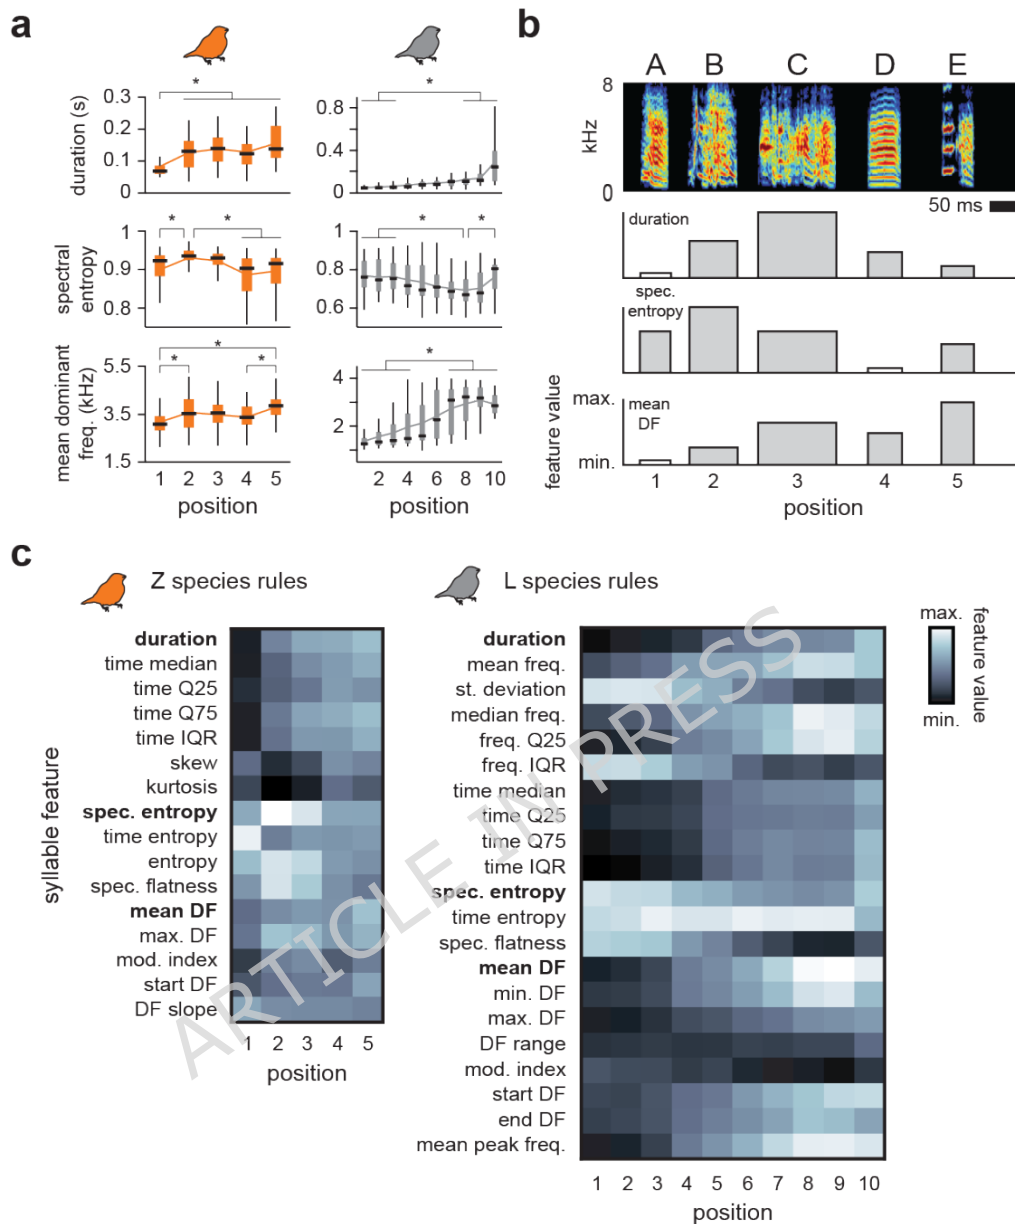 a
*
*
duration (s)
0.3
0.2
0.1
0
0.8
0.6
0.4
0.2
0
spectral
entropy
1
0.9
0.8
*
*
1
0.8
0.6
*
*
mean dominant
freq. (kHz)
5.5
3.5
1.5
*
*
*
4
2
*
1 2 3 4 5
2 4 6 8 10
position
position
b
A B C D E
8
kHz
0
50 ms
duration
spec.
entropy
feature value
max.
min.
mean
DF
1 2 3 4 5
position
c
Z species rules
L species rules
syllable feature
duration
time median
time Q25
time Q75
time IQR
skew
kurtosis
spec. entropy
time entropy
entropy
spec. flatness
mean DF
max. DF
mod. index
start DF
DF slope
1 2 3 4 5
position
duration
mean freq.
st. deviation
median freq.
freq. Q25
freq. IQR
time median
time Q25
time Q75
time IQR
spec. entropy
time entropy
spec. flatness
mean DF
min. DF
max. DF
DF range
mod. index
start DF
end DF
mean peak freq.
1 2 3 4 5 6 7 8 9 10
position
max.
min.
feature value
ARTICLE IN PRESS